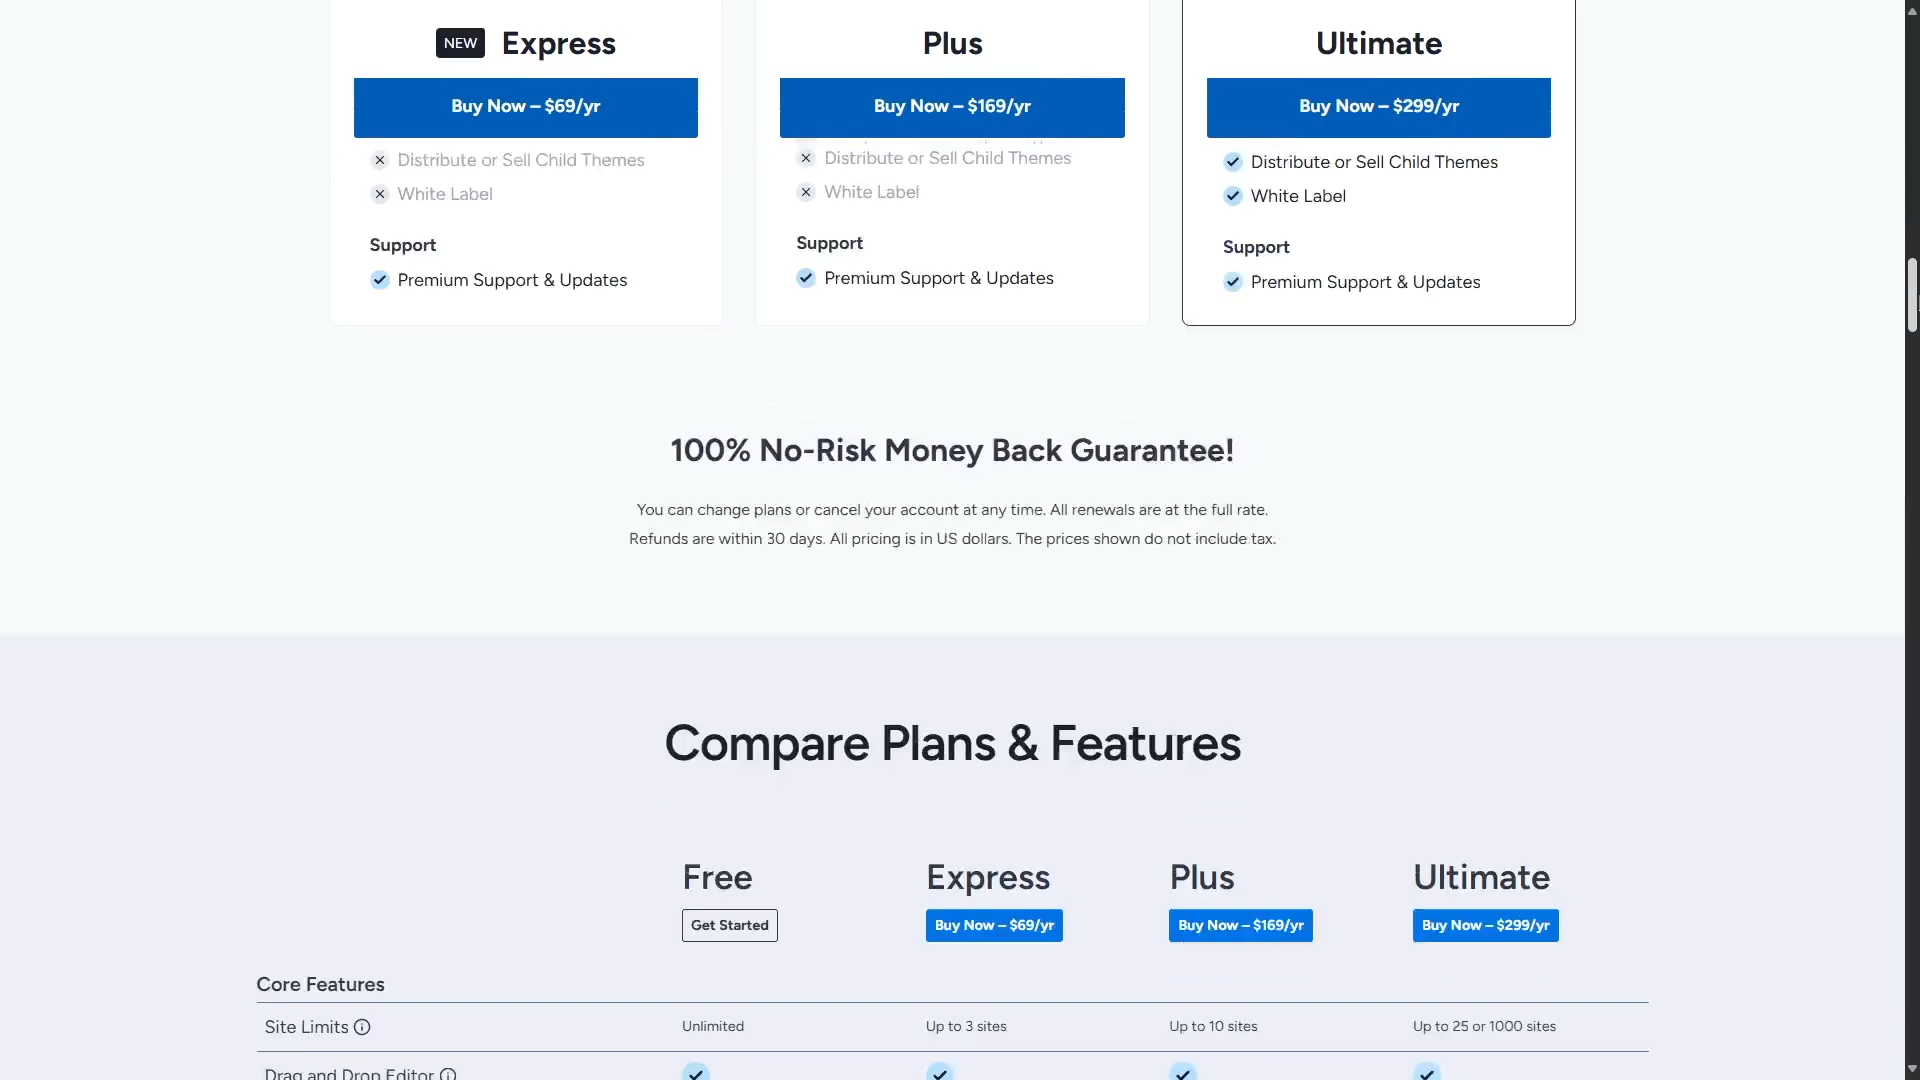 NEW Express
Buy Now – $69/yr
Distribute or Sell Child Themes
White Label
Support
Premium Support & Updates
Plus
Buy Now – $169/yr
Distribute or Sell Child Themes
White Label
Support
Premium Support & Updates
Ultimate
Buy Now – $299/yr
Distribute or Sell Child Themes
White Label
Support
Premium Support & Updates
100% No-Risk Money Back Guarantee!
You can change plans or cancel your account at any time. All renewals are at the full rate.
Refunds are within 30 days. All pricing is in US dollars. The prices shown do not include tax.
Compare Plans & Features
Free Express Plus Ultimate
Get Started Buy Now – $69/yr Buy Now – $169/yr Buy Now – $299/yr
Core Features
Site Limits Unlimited Up to 3 sites Up to 10 sites Up to 25 or 1000 sites
Drag and Drop Editor